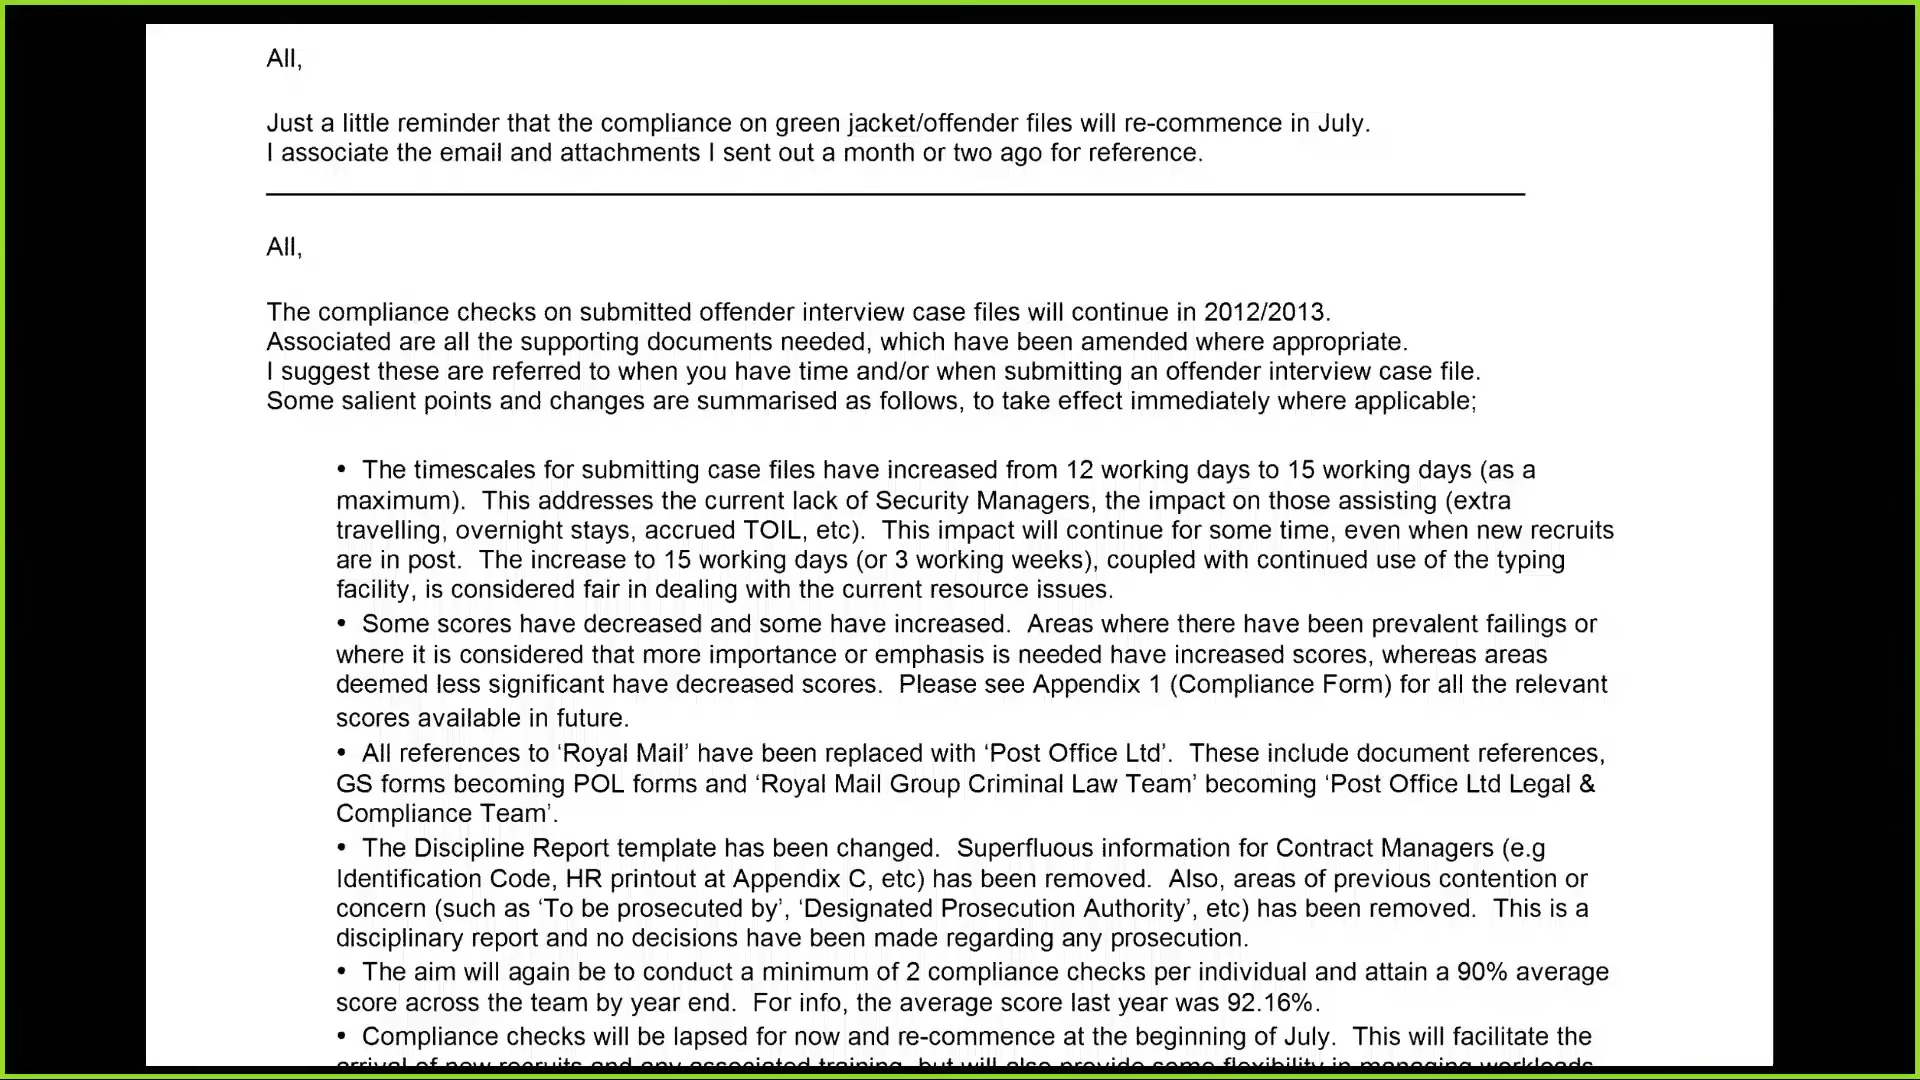 All,
Just a little reminder that the compliance on green jacket/offender files will re-commence in July.
I associate the email and attachments I sent out a month or two ago for reference.
All,
The compliance checks on submitted offender interview case files will continue in 2012/2013.
Associated are all the supporting documents needed, which have been amended where appropriate.
I suggest these are referred to when you have time and/or when submitting an offender interview case file.
Some salient points and changes are summarised as follows, to take effect immediately where applicable;
• The timescales for submitting case files have increased from 12 working days to 15 working days (as a
maximum). This addresses the current lack of Security Managers, the impact on those assisting (extra
travelling, overnight stays, accrued TOIL, etc). This impact will continue for some time, even when new recruits
are in post. The increase to 15 working days (or 3 working weeks), coupled with continued use of the typing
facility, is considered fair in dealing with the current resource issues.
• Some scores have decreased and some have increased. Areas where there have been prevalent failings or
where it is considered that more importance or emphasis is needed have increased scores, whereas areas
deemed less significant have decreased scores. Please see Appendix 1 (Compliance Form) for all the relevant
scores available in future.
• All references to ‘Royal Mail’ have been replaced with ‘Post Office Ltd’. These include document references,
GS forms becoming POL forms and ‘Royal Mail Group Criminal Law Team’ becoming ‘Post Office Ltd Legal &
Compliance Team’.
• The Discipline Report template has been changed. Superfluous information for Contract Managers (e.g
Identification Code, HR printout at Appendix C, etc) has been removed. Also, areas of previous contention or
concern (such as ‘To be prosecuted by’, ‘Designated Prosecution Authority’, etc) has been removed. This is a
disciplinary report and no decisions have been made regarding any prosecution.
• The aim will again be to conduct a minimum of 2 compliance checks per individual and attain a 90% average
score across the team by year end. For info, the average score last year was 92.16%.
• Compliance checks will be lapsed for now and re-commence at the beginning of July. This will facilitate the
arrival of new recruits and any associated training, but will also provide some flexibility in managing workloads